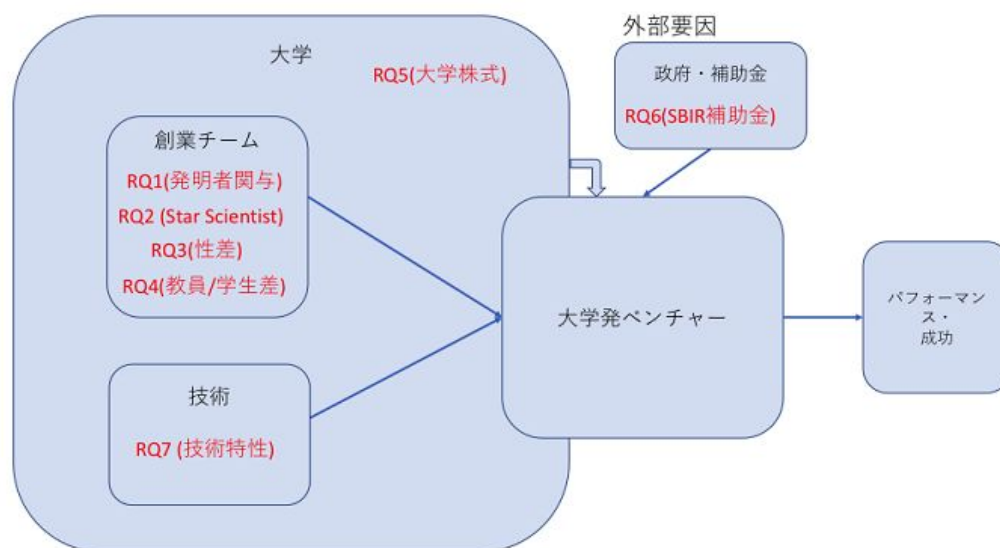 大学
RQ5(大学株式)
創業チーム
RQ1(発明者関与)
RQ2 (Star Scientist)
RQ3(性差)
RQ4(教員/学生差)
技術
RQ7 (技術特性)
外部要因
政府・補助金
RQ6(SBIR補助金)
大学発ベンチャー
パフォーマン
ス・
成功